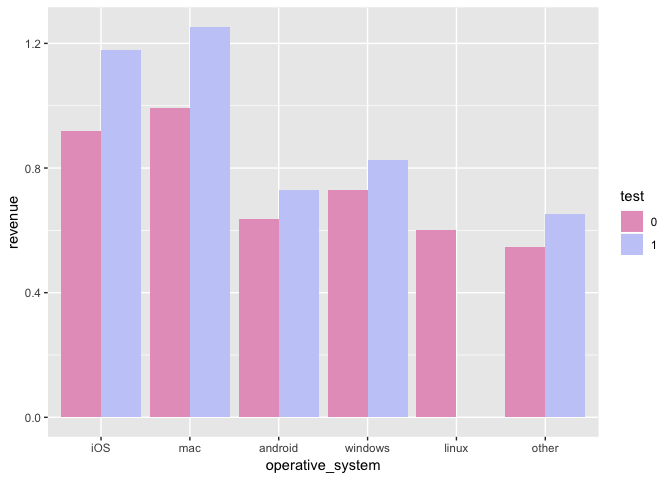 1.2
0.8
0.4
0.0
revenue
iOS mac android windows linux other
operative_system
test
0
1